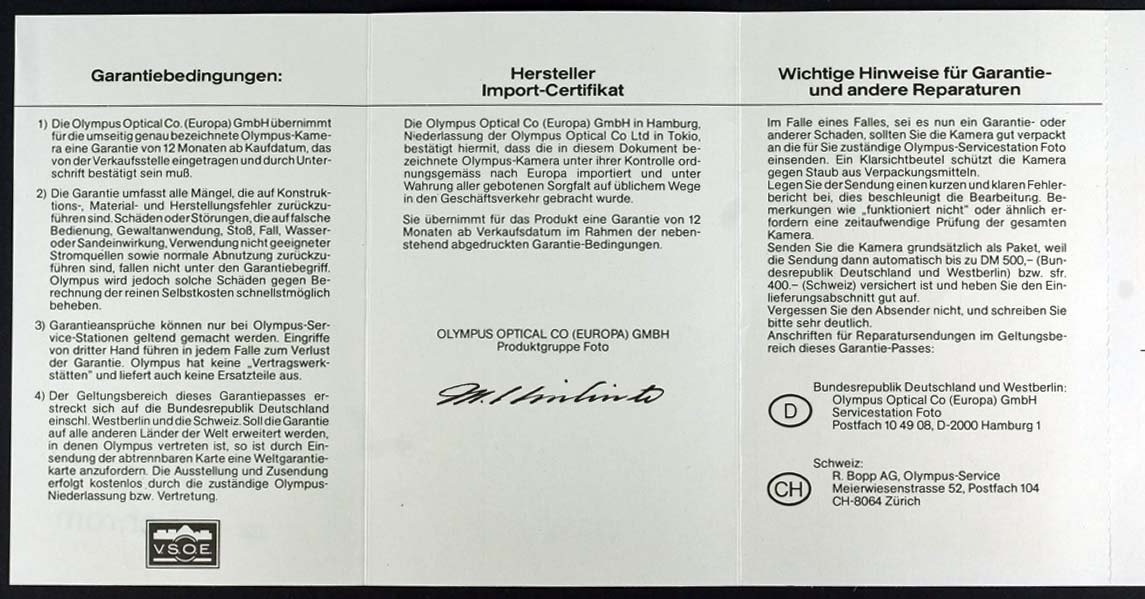 Garantiebedingungen:
1) Die Olympus Optical Co. (Europa) GmbH übernimmt
für die umseitig genau bezeichnete Olympus-Kame-
ra eine Garantie von 12 Monaten ab Kaufdatum, das
von der Verkaufsstelle eingetragen und durch Unter-
schrift bestätigt sein muß.
2) Die Garantie umfasst alle Mängel, die auf Konstruk-
tions-, Material- und Herstellungsfehler zurückzu-
führen sind. Schäden oder Störungen, die auf falsche
Bedienung, Gewaltanwendung, Stoß, Fall, Wasser-
oder Sandeinwirkung, Verwendung nicht geeigneter
Stromquellen sowie normale Abnutzung zurückzu-
führen sind, fallen nicht unter den Garantiebegriff.
Olympus wird jedoch solche Schäden gegen Be-
rechnung der reinen Selbstkosten schnellstmöglich
beheben.
3) Garantieansprüche können nur bei Olympus-Ser-
vice-Stationen geltend gemacht werden. Eingriffe
von dritter Hand führen in jedem Falle zum Verlust
der Garantie. Olympus hat keine „Vertragswerk-
stätten" und liefert auch keine Ersatzteile aus.
4) Der Geltungsbereich dieses Garantiepasses er-
streckt sich auf die Bundesrepublik Deutschland
einschl. Westberlin und die Schweiz. Soll die Garantie
auf alle anderen Länder der Welt erweitert werden,
in denen Olympus vertreten ist, so ist durch Ein-
sendung der abtrennbaren Karte eine Weltgarantie-
karte anzufordern. Die Ausstellung und Zusendung
erfolgt kostenlos durch die zuständige Olympus-
Niederlassung bzw. Vertretung.
V.S.O.E.
Hersteller
Import-Certifikat
Die Olympus Optical Co (Europa) GmbH in Hamburg,
Niederlassung der Olympus Optical Co Ltd in Tokio,
bestätigt hiermit, dass die in diesem Dokument be-
zeichnete Olympus-Kamera unter ihrer Kontrolle ord-
nungsgemäss nach Europa importiert und unter
Wahrung aller gebotenen Sorgfalt auf üblichem Wege
in den Geschäftsverkehr gebracht wurde.
Sie übernimmt für das Produkt eine Garantie von 12
Monaten ab Verkaufsdatum im Rahmen der neben-
stehend abgedruckten Garantie-Bedingungen.
OLYMPUS OPTICAL CO (EUROPA) GMBH
Produktgruppe Foto
Wichtige Hinweise für Garantie-
und andere Reparaturen
Im Falle eines Falles, sei es nun ein Garantie- oder
anderer Schaden, sollten Sie die Kamera gut verpackt
an die für Sie zuständige Olympus-Servicestation Foto
einsenden. Ein Klarsichtbeutel schützt die Kamera
gegen Staub aus Verpackungsmitteln.
Legen Sie der Sendung einen kurzen und klaren Fehler-
bericht bei, dies beschleunigt die Bearbeitung. Be-
merkungen wie „funktioniert nicht" oder ähnlich er-
fordern eine zeitaufwendige Prüfung der gesamten
Kamera.
Senden Sie die Kamera grundsätzlich als Paket, weil
die Sendung dann automatisch bis zu DM 500,– (Bun-
desrepublik Deutschland und Westberlin) bzw. sfr.
400.– (Schweiz) versichert ist und heben Sie den Ein-
lieferungsabschnitt gut auf.
Vergessen Sie den Absender nicht, und schreiben Sie
bitte sehr deutlich.
Anschriften für Reparatursendungen im Geltungsbe-
reich dieses Garantie-Passes:
Bundesrepublik Deutschland und Westberlin:
D
Olympus Optical Co (Europa) GmbH
Servicestation Foto
Postfach 10 49 08, D-2000 Hamburg 1
Schweiz:
CH
R. Bopp AG, Olympus-Service
Meierwiesenstrasse 52, Postfach 104
CH-8064 Zürich